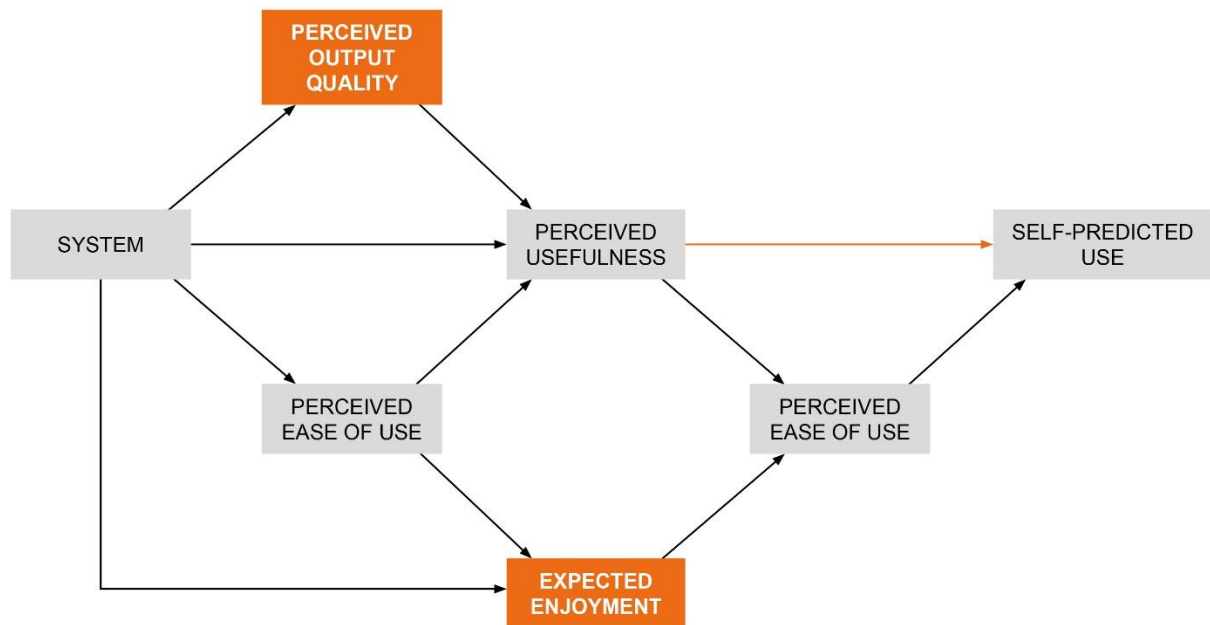 PERCEIVED
OUTPUT
QUALITY
SYSTEM
PERCEIVED
USEFULNESS
SELF-PREDICTED
USE
PERCEIVED
EASE OF USE
PERCEIVED
EASE OF USE
EXPECTED
ENJOYMENT